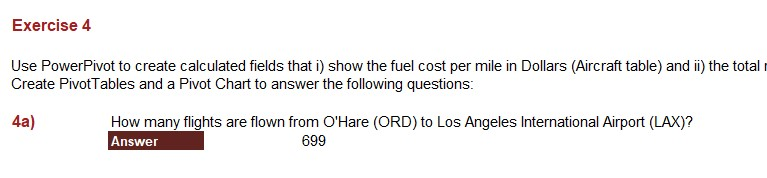 Exercise 4
Use PowerPivot to create calculated fields that i) show the fuel cost per mile in Dollars (Aircraft table) and ii) the total
Create PivotTables and a Pivot Chart to answer the following questions:
4a) How many flights are flown from O'Hare (ORD) to Los Angeles International Airport (LAX)?
Answer 699